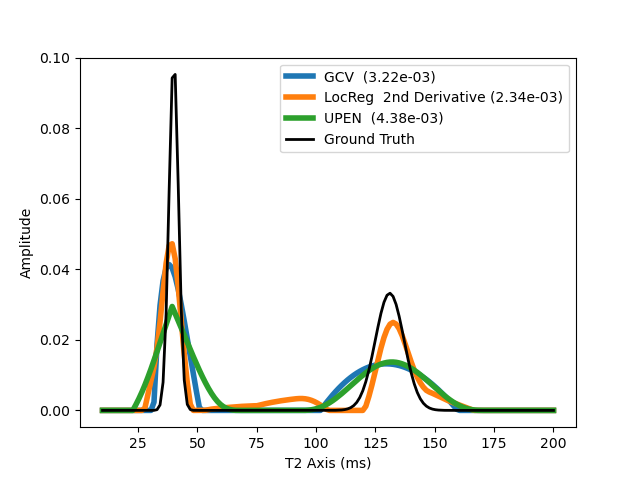 GCV (3.22e-03)
LocReg 2nd Derivative (2.34e-03)
UPEN (4.38e-03)
Ground Truth
Amplitude
0.10
0.08
0.06
0.04
0.02
0.00
25 50 75 100 125 150 175 200
T2 Axis (ms)